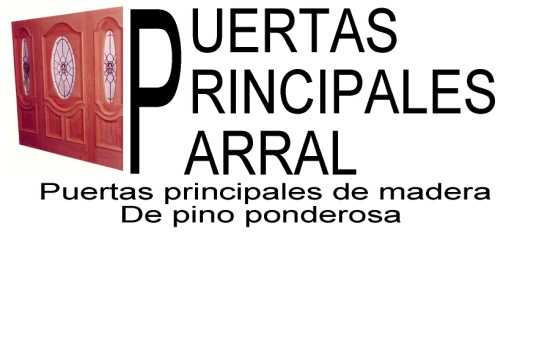 PUERTAS
PRINCIPALES
PARRAL
Puertas principales de madera
De pino ponderosa